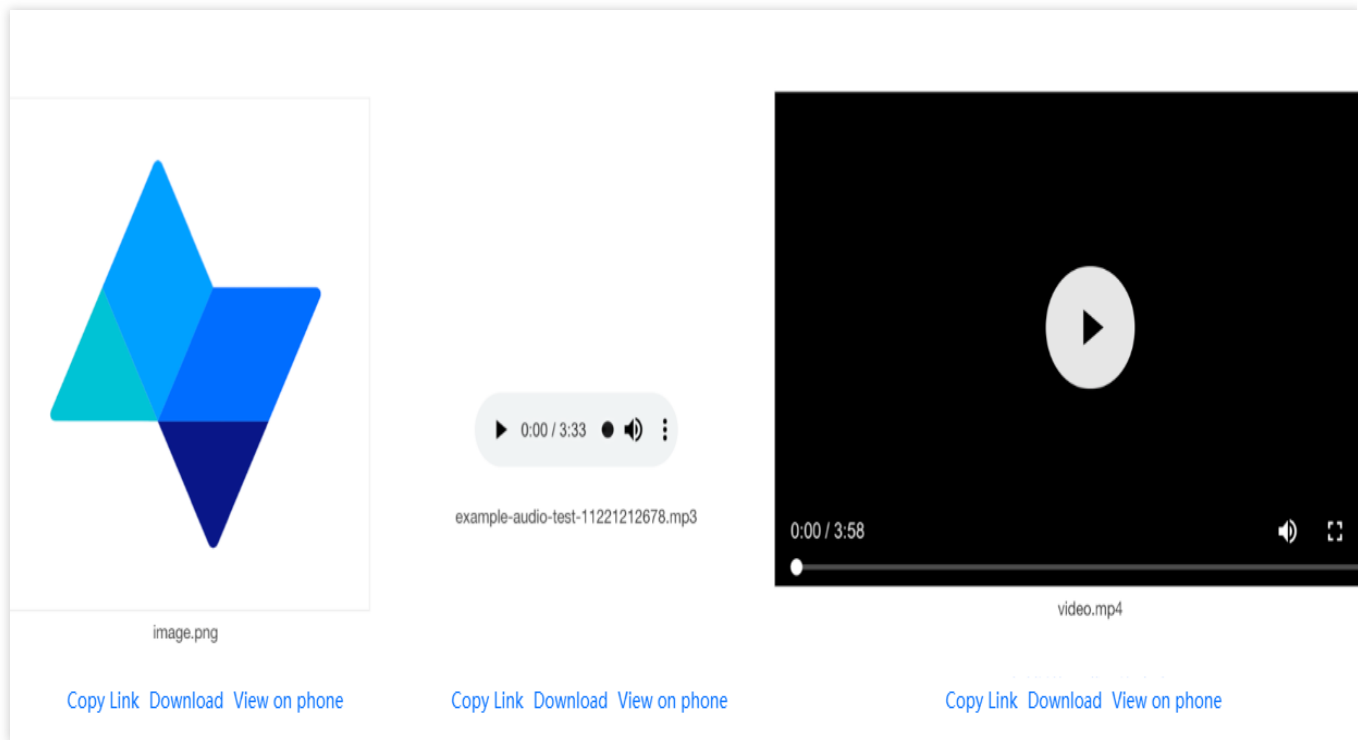 image.png
Copy Link  Download  View on phone
0:00 / 3:33
example-audio-test-11221212678.mp3
Copy Link  Download  View on phone
0:00 / 3:58
video.mp4
Copy Link  Download  View on phone